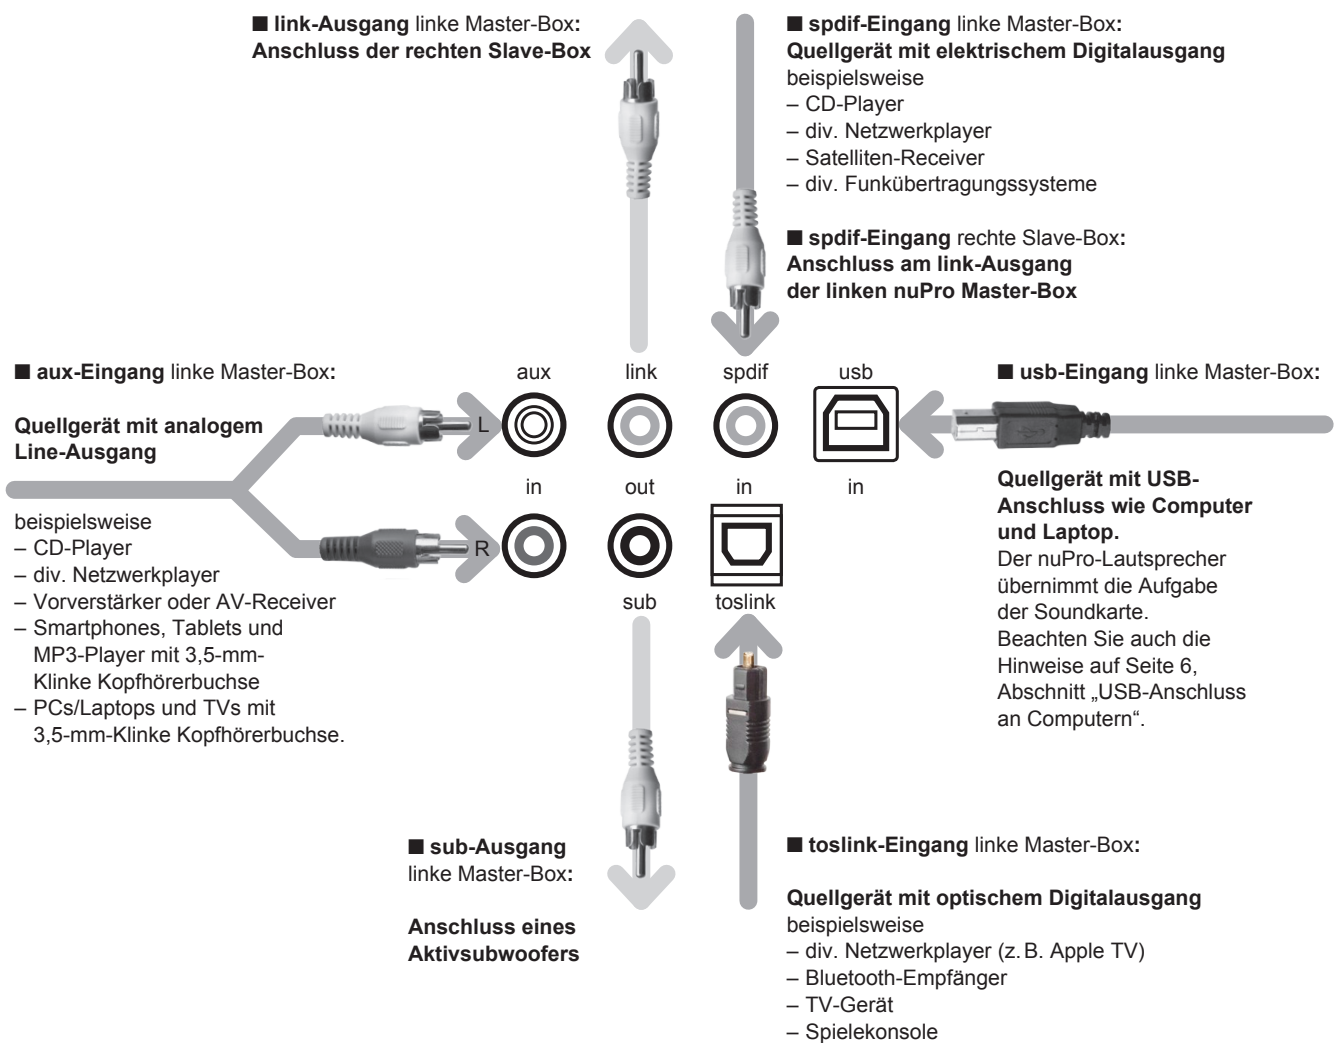 ■ link-Ausgang linke Master-Box:
Anschluss der rechten Slave-Box
■ spdif-Eingang linke Master-Box:
Quellgerät mit elektrischem Digitalausgang
beispielsweise
– CD-Player
– div. Netzwerkplayer
– Satelliten-Receiver
– div. Funkübertragungssysteme
■ spdif-Eingang rechte Slave-Box:
Anschluss am link-Ausgang
der linken nuPro Master-Box
■ aux-Eingang linke Master-Box:
Quellgerät mit analogem
Line-Ausgang
beispielsweise
– CD-Player
– div. Netzwerkplayer
– Vorverstärker oder AV-Receiver
– Smartphones, Tablets und
MP3-Player mit 3,5-mm-
Klinke Kopfhörerbuchse
– PCs/Laptops und TVs mit
3,5-mm-Klinke Kopfhörerbuchse.
aux link spdif usb
L
in out in in
R
sub toslink
■ usb-Eingang linke Master-Box:
Quellgerät mit USB-
Anschluss wie Computer
und Laptop.
Der nuPro-Lautsprecher
übernimmt die Aufgabe
der Soundkarte.
Beachten Sie auch die
Hinweise auf Seite 6,
Abschnitt „USB-Anschluss
an Computern“.
■ sub-Ausgang
linke Master-Box:
Anschluss eines
Aktivsubwoofers
■ toslink-Eingang linke Master-Box:
Quellgerät mit optischem Digitalausgang
beispielsweise
– div. Netzwerkplayer (z. B. Apple TV)
– Bluetooth-Empfänger
– TV-Gerät
– Spielekonsole